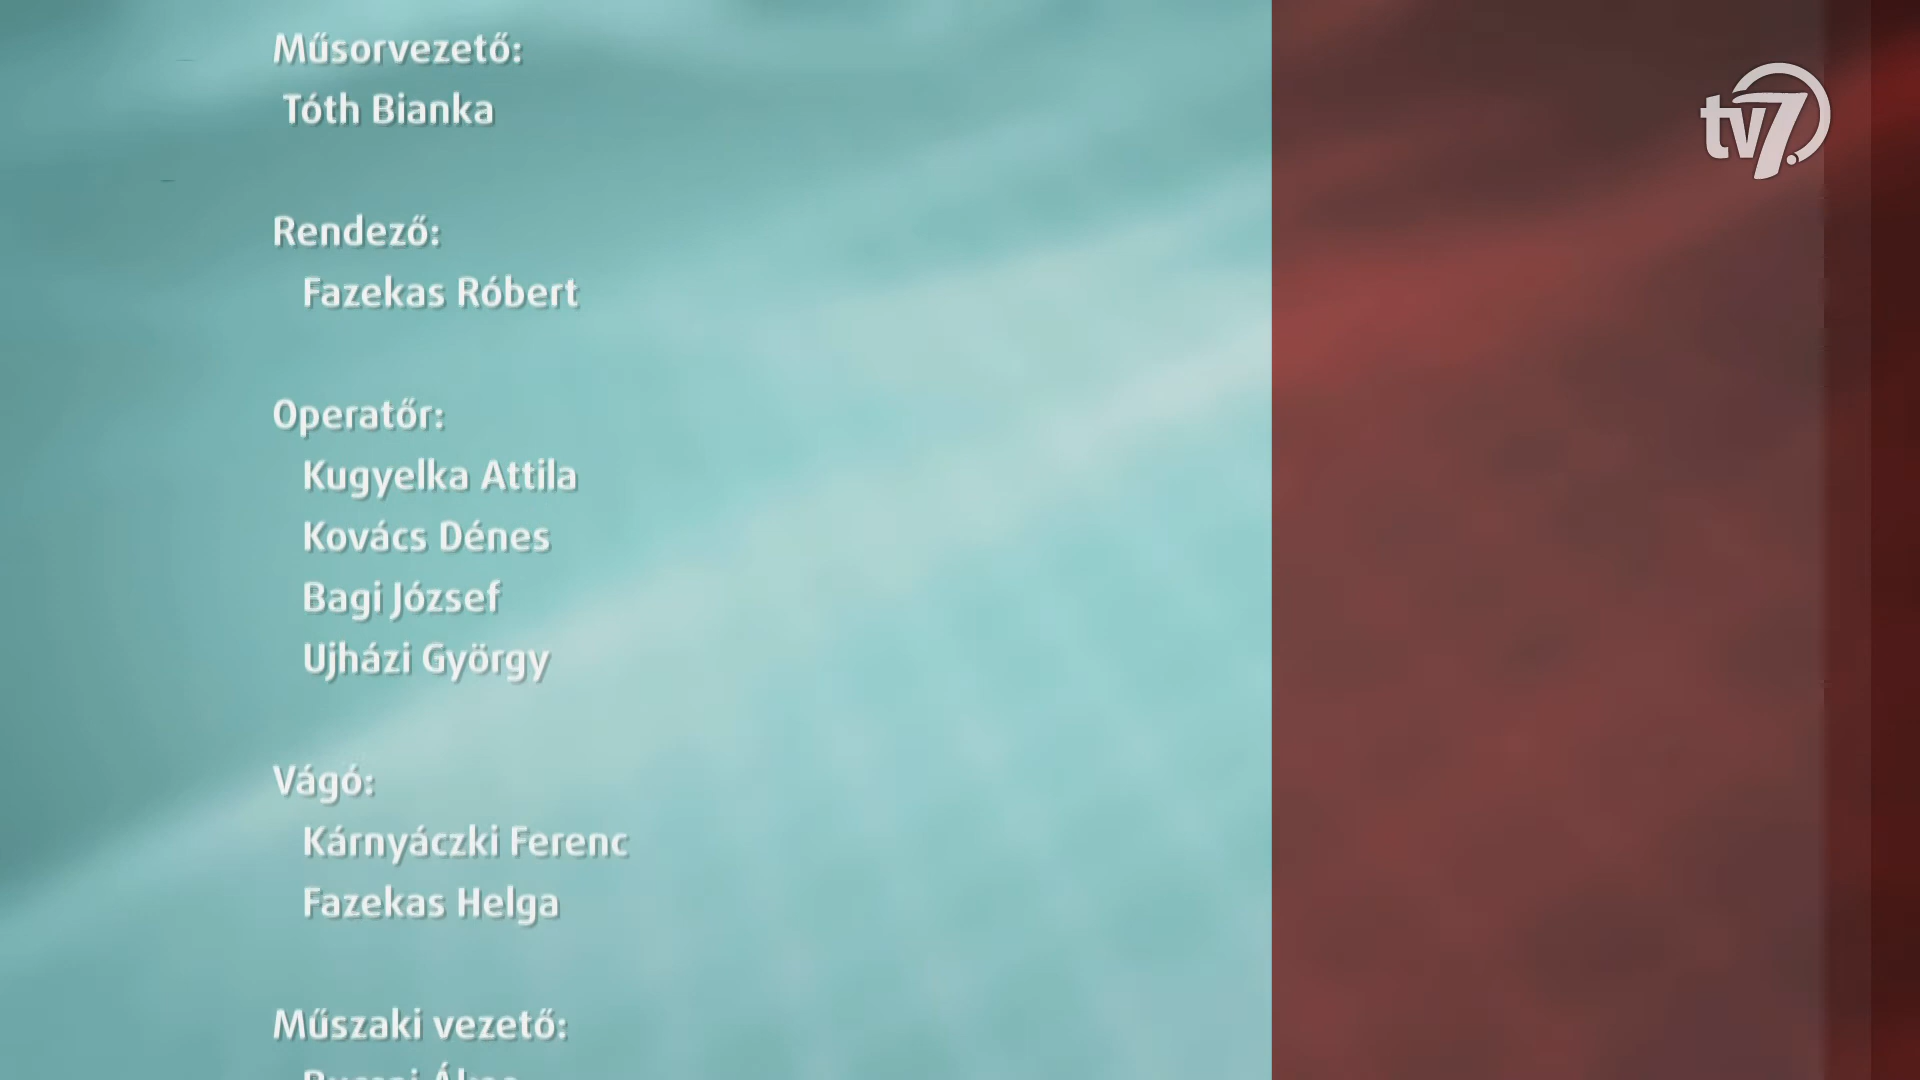 Műsorvezető:
Tóth Bianka
tv7
Rendező:
Fazekas Róbert
Operatőr:
Kugyelka Attila
Kovács Dénes
Bagi József
Ujházi György
Vágó:
Kárnyáczki Ferenc
Fazekas Helga
Műszaki vezető: